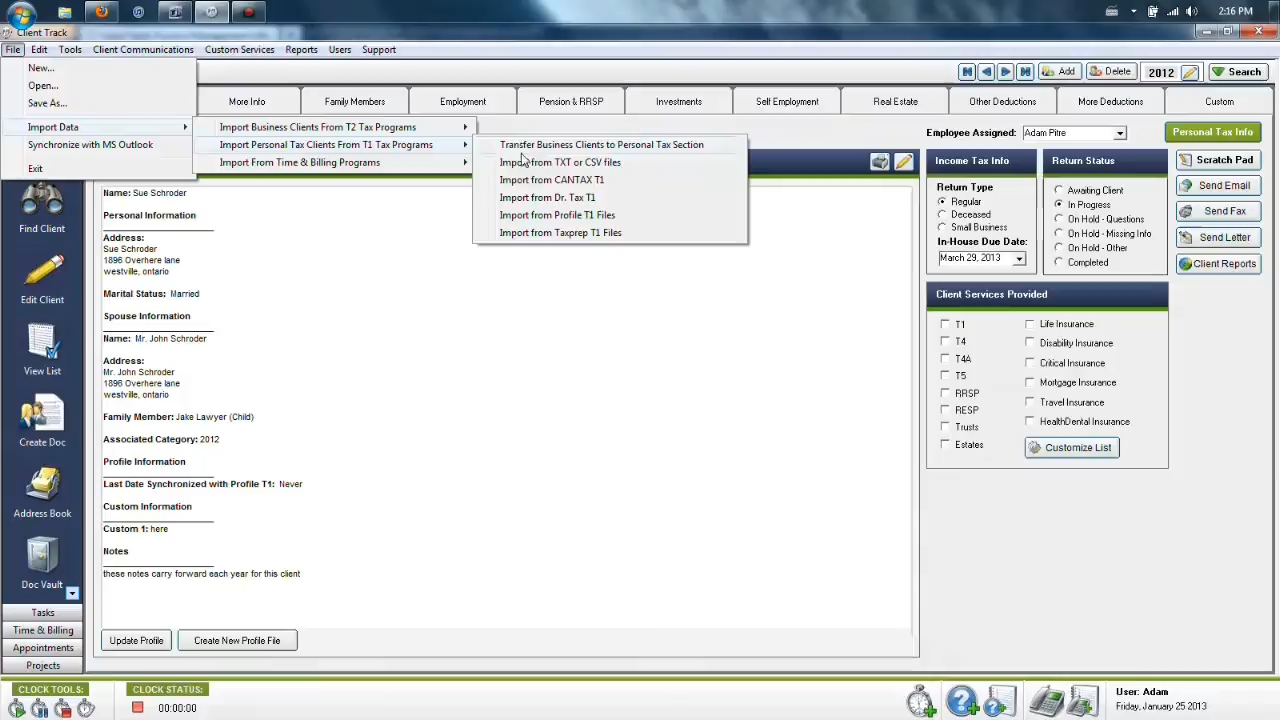 2:16 PM
Client Track
File Edit Tools Client Communications Custom Services Reports Users Support
New...
Open...
Save As...
Import Data
Synchronize with MS Outlook
Exit
Import Business Clients From T2 Tax Programs
Import Personal Tax Clients From T1 Tax Programs
Import From Time & Billing Programs
Transfer Business Clients to Personal Tax Section
Import from TXT or CSV files
Import from CANTAX T1
Import from Dr. Tax T1
Import from Profile T1 Files
Import from Taxprep T1 Files
Add Delete 2012 Search
More Info Family Members Employment Pension & RRSP Investments Self Employment Real Estate Other Deductions More Deductions Custom
Employee Assigned: Adam Pitre Personal Tax Info
Find Client
Edit Client
View List
Create Doc
Address Book
Doc Vault
Tasks
Time & Billing
Appointments
Projects
Name: Sue Schroder
Personal Information
Address:
Sue Schroder
1896 Overhere lane
westville, ontario
Marital Status: Married
Spouse Information
Name: Mr. John Schroder
Address:
Mr. John Schroder
1896 Overhere lane
westville, ontario
Family Member: Jake Lawyer (Child)
Associated Category: 2012
Profile Information
Last Date Synchronized with Profile T1: Never
Custom Information
Custom 1: here
Notes
these notes carry forward each year for this client
Update Profile Create New Profile File
Income Tax Info
Return Type
Regular
Deceased
Small Business
In-House Due Date:
March 29, 2013
Return Status
Awaiting Client
In Progress
On Hold - Questions
On Hold - Missing Info
On Hold - Other
Completed
Scratch Pad
Send Email
Send Fax
Send Letter
Client Reports
Client Services Provided
T1
T4
T4A
T5
RRSP
RESP
Trusts
Estates
Life Insurance
Disability Insurance
Critical Insurance
Mortgage Insurance
Travel Insurance
HealthDental Insurance
Customize List
CLOCK TOOLS:
CLOCK STATUS:
00:00:00
User: Adam
Friday, January 25 2013